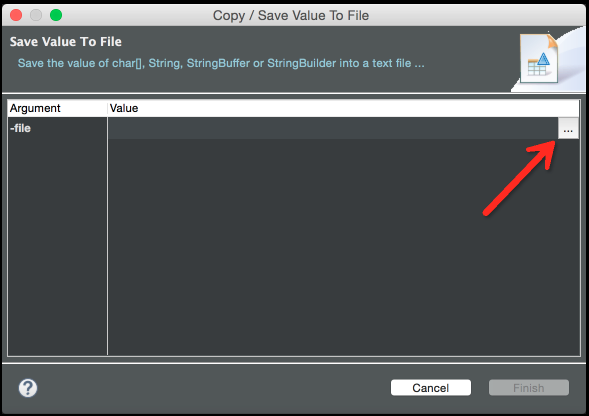 Copy / Save Value To File
Save Value To File
Save the value of char[], String, StringBuffer or StringBuilder into a text file ...
Argument Value
-file ...
? Cancel Finish